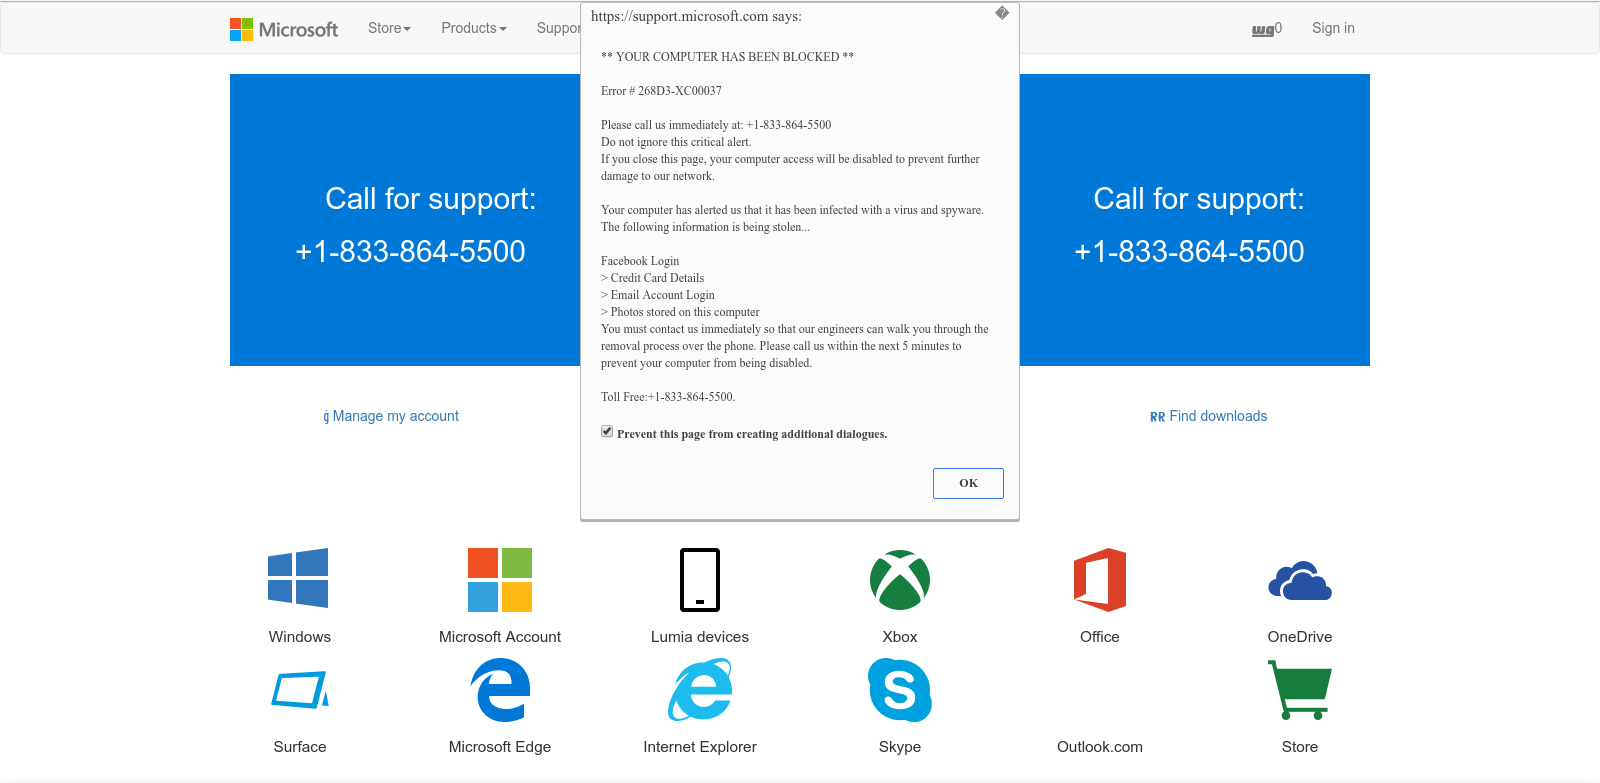 Microsoft
Store
Products
Suppor
0
Sign in
https://support.microsoft.com says:
** YOUR COMPUTER HAS BEEN BLOCKED **
Error # 268D3-XC00037
Please call us immediately at: +1-833-864-5500
Do not ignore this critical alert.
If you close this page, your computer access will be disabled to prevent further
damage to our network.
Your computer has alerted us that it has been infected with a virus and spyware.
The following information is being stolen...
Facebook Login
> Credit Card Details
> Email Account Login
> Photos stored on this computer
You must contact us immediately so that our engineers can walk you through the
removal process over the phone. Please call us within the next 5 minutes to
prevent your computer from being disabled.
Toll Free:+1-833-864-5500.
Prevent this page from creating additional dialogues.
OK
Call for support:
+1-833-864-5500
Call for support:
+1-833-864-5500
Manage my account
Find downloads
Windows
Microsoft Account
Lumia devices
Xbox
Office
OneDrive
Surface
Microsoft Edge
Internet Explorer
Skype
Outlook.com
Store